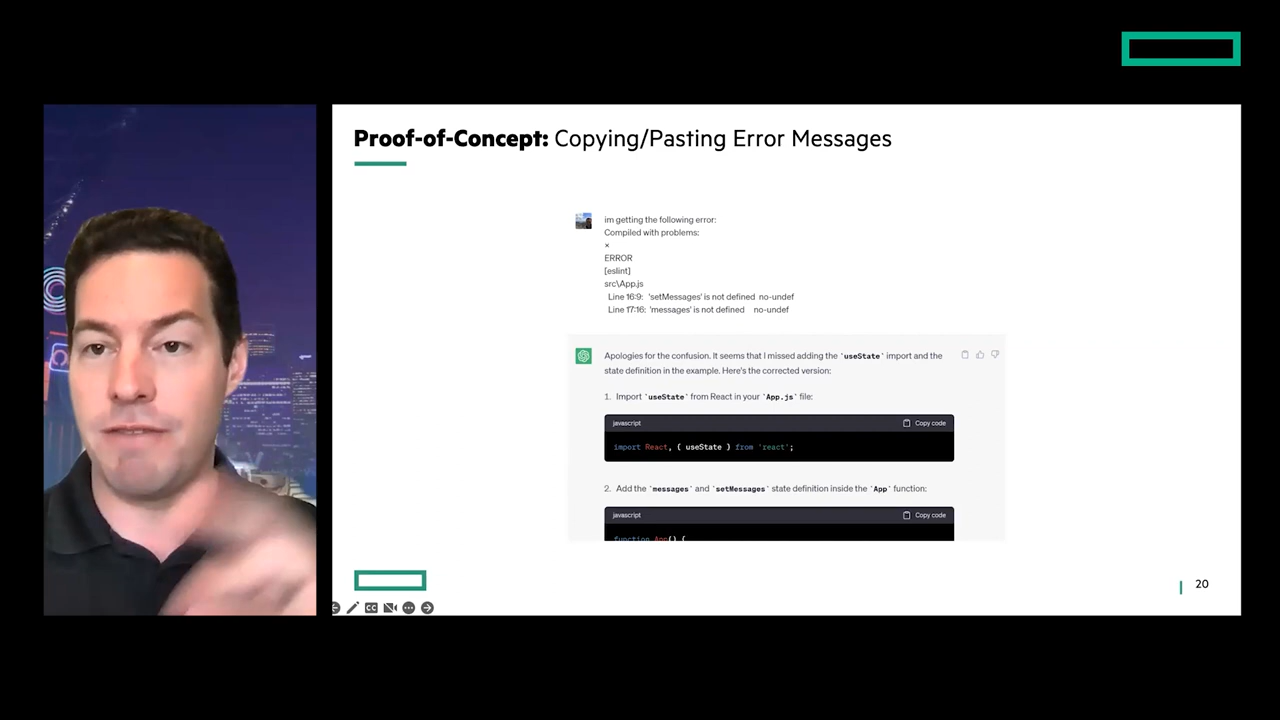 Proof-of-Concept: Copying/Pasting Error Messages
im getting the following error:
Compiled with problems:
×
ERROR
[eslint]
src\App.js
Line 16:9: 'setMessages' is not defined no-undef
Line 17:16: 'messages' is not defined no-undef
Apologies for the confusion. It seems that I missed adding the `useState` import and the
state definition in the example. Here's the corrected version:
1. Import `useState` from React in your `App.js` file:
javascript Copy code
import React, { useState } from 'react';
2. Add the `messages` and `setMessages` state definition inside the `App` function:
javascript Copy code
function App() {
20
CC